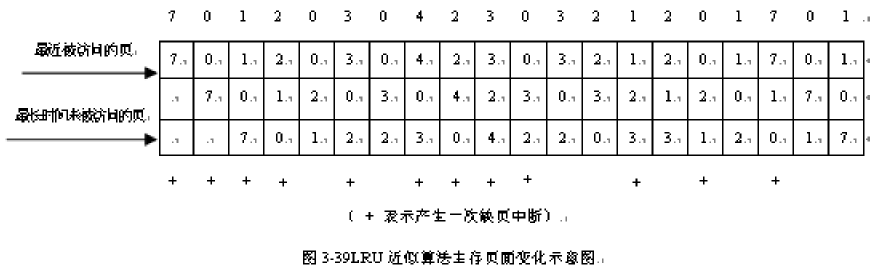 7 0 1 2 0 3 0 4 2 3 0 3 2 1 2 0 1 7 0 1
最近被访问的页
7 0 1 2 0 3 0 4 2 3 0 3 2 1 2 0 1 7 0 1
7 0 1 2 0 3 0 4 2 3 0 3 2 1 2 0 1 7 0
最长时间未被访问的页
7 0 1 2 2 3 0 4 2 2 0 3 3 1 2 0 1 7
+ + + + + + + + + + + +
( + 表示产生一次缺页中断)
图 3-39LRU 近似算法主存页面变化示意图